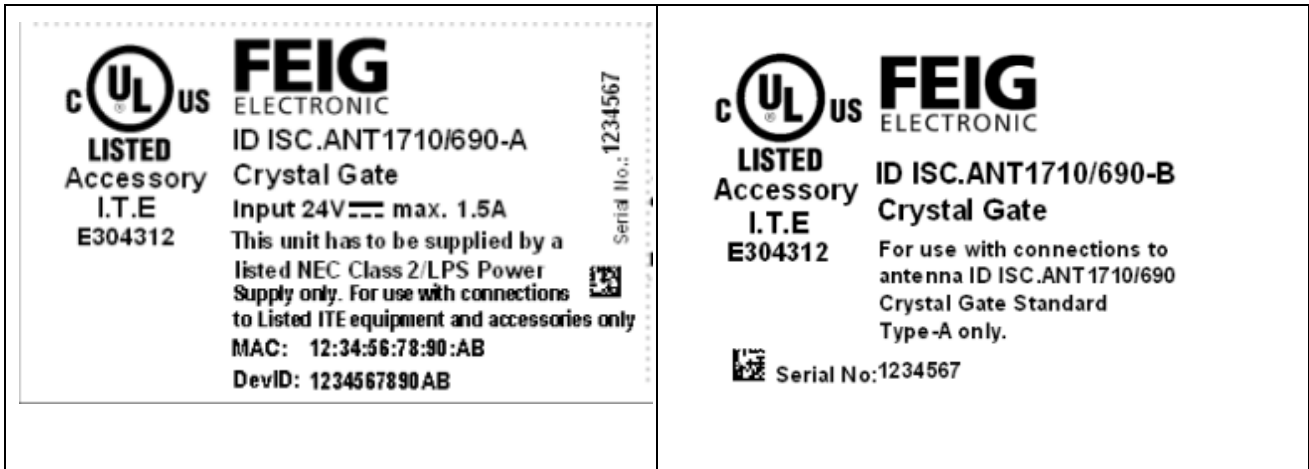 C UL US
®
LISTED
Accessory
I.T.E
E304312
FEIG
ELECTRONIC
ID ISC.ANT1710/690-A
Crystal Gate
Input 24V max. 1.5A
This unit has to be supplied by a
listed NEC Class 2/LPS Power
Supply only. For use with connections
to Listed ITE equipment and accessories only
MAC: 12:34:56:78:90:AB
DevID: 1234567890AB
Serial No.: 1234567
C UL US
®
LISTED
Accessory
I.T.E
E304312
FEIG
ELECTRONIC
ID ISC.ANT1710/690-B
Crystal Gate
For use with connections to
antenna ID ISC.ANT1710/690
Crystal Gate Standard
Type-A only.
Serial No:1234567